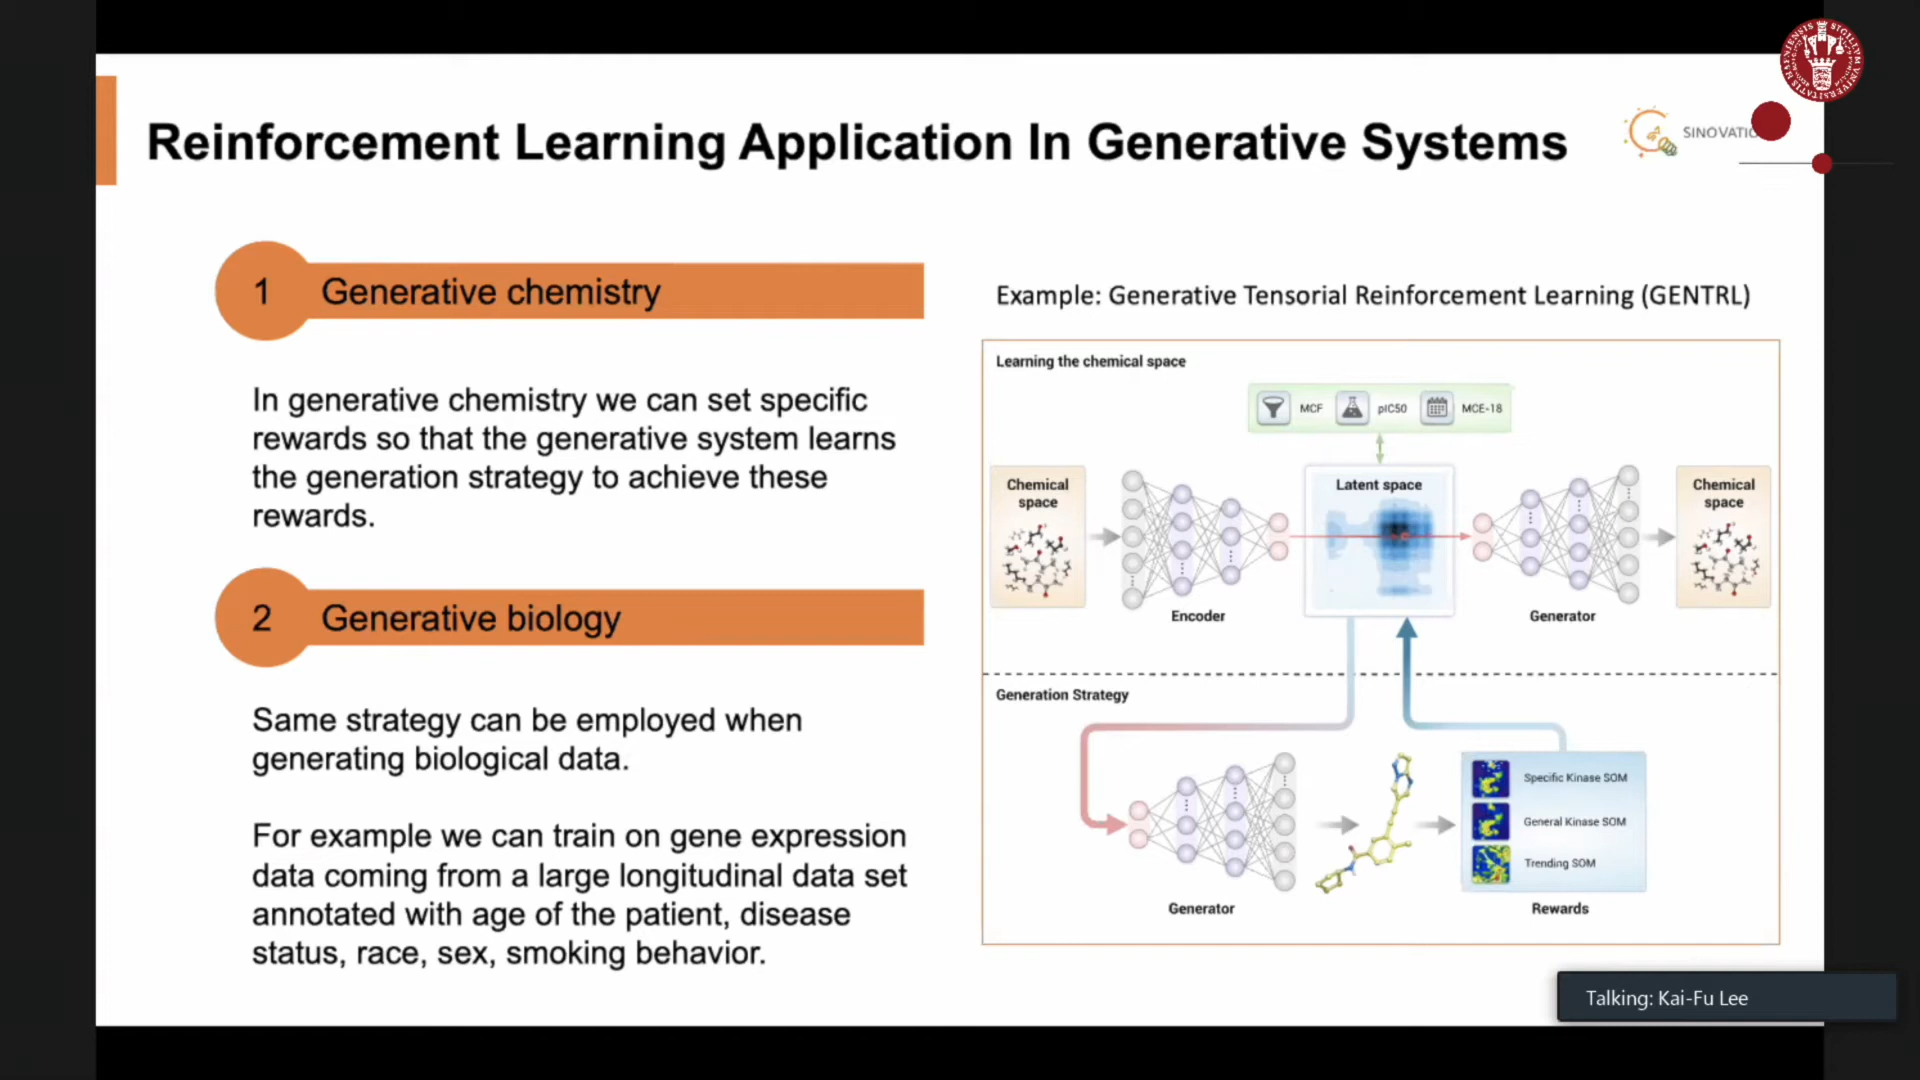 Reinforcement Learning Application In Generative Systems
1 Generative chemistry
In generative chemistry we can set specific
rewards so that the generative system learns
the generation strategy to achieve these
rewards.
2 Generative biology
Same strategy can be employed when
generating biological data.
For example we can train on gene expression
data coming from a large longitudinal data set
annotated with age of the patient, disease
status, race, sex, smoking behavior.
Example: Generative Tensorial Reinforcement Learning (GENTRL)
Learning the chemical space
MCF pIC50 MCE-18
Chemical
space
Encoder
Latent space
Generator
Chemical
space
Generation Strategy
Generator
Specific Kinase SOM
General Kinase SOM
Trending SOM
Rewards
Talking: Kai-Fu Lee